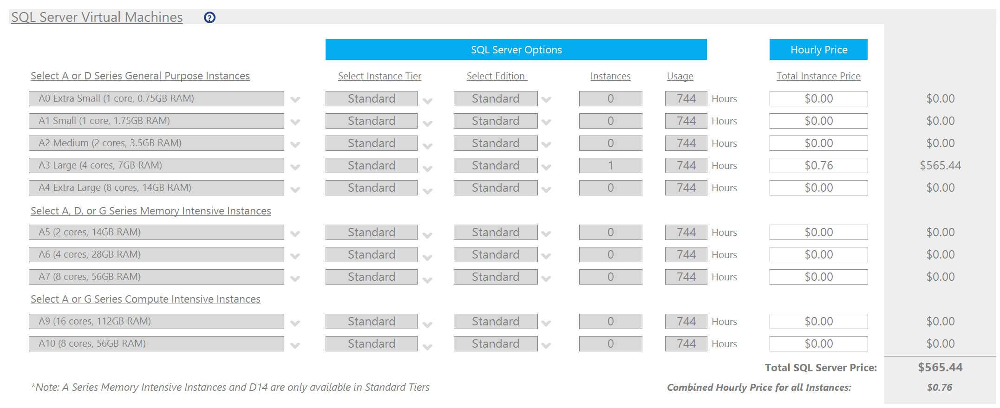 SQL Server Virtual Machines ?
SQL Server Options Hourly Price
Select A or D Series General Purpose Instances Select Instance Tier Select Edition Instances Usage Total Instance Price
A0 Extra Small (1 core, 0.75GB RAM) Standard Standard 0 744 Hours $0.00 $0.00
A1 Small (1 core, 1.75GB RAM) Standard Standard 0 744 Hours $0.00 $0.00
A2 Medium (2 cores, 3.5GB RAM) Standard Standard 0 744 Hours $0.00 $0.00
A3 Large (4 cores, 7GB RAM) Standard Standard 1 744 Hours $0.76 $565.44
A4 Extra Large (8 cores, 14GB RAM) Standard Standard 0 744 Hours $0.00 $0.00
Select A, D, or G Series Memory Intensive Instances
A5 (2 cores, 14GB RAM) Standard Standard 0 744 Hours $0.00 $0.00
A6 (4 cores, 28GB RAM) Standard Standard 0 744 Hours $0.00 $0.00
A7 (8 cores, 56GB RAM) Standard Standard 0 744 Hours $0.00 $0.00
Select A or G Series Compute Intensive Instances
A9 (16 cores, 112GB RAM) Standard Standard 0 744 Hours $0.00 $0.00
A10 (8 cores, 56GB RAM) Standard Standard 0 744 Hours $0.00 $0.00
Total SQL Server Price: $565.44
*Note: A Series Memory Intensive Instances and D14 are only available in Standard Tiers Combined Hourly Price for all Instances: $0.76